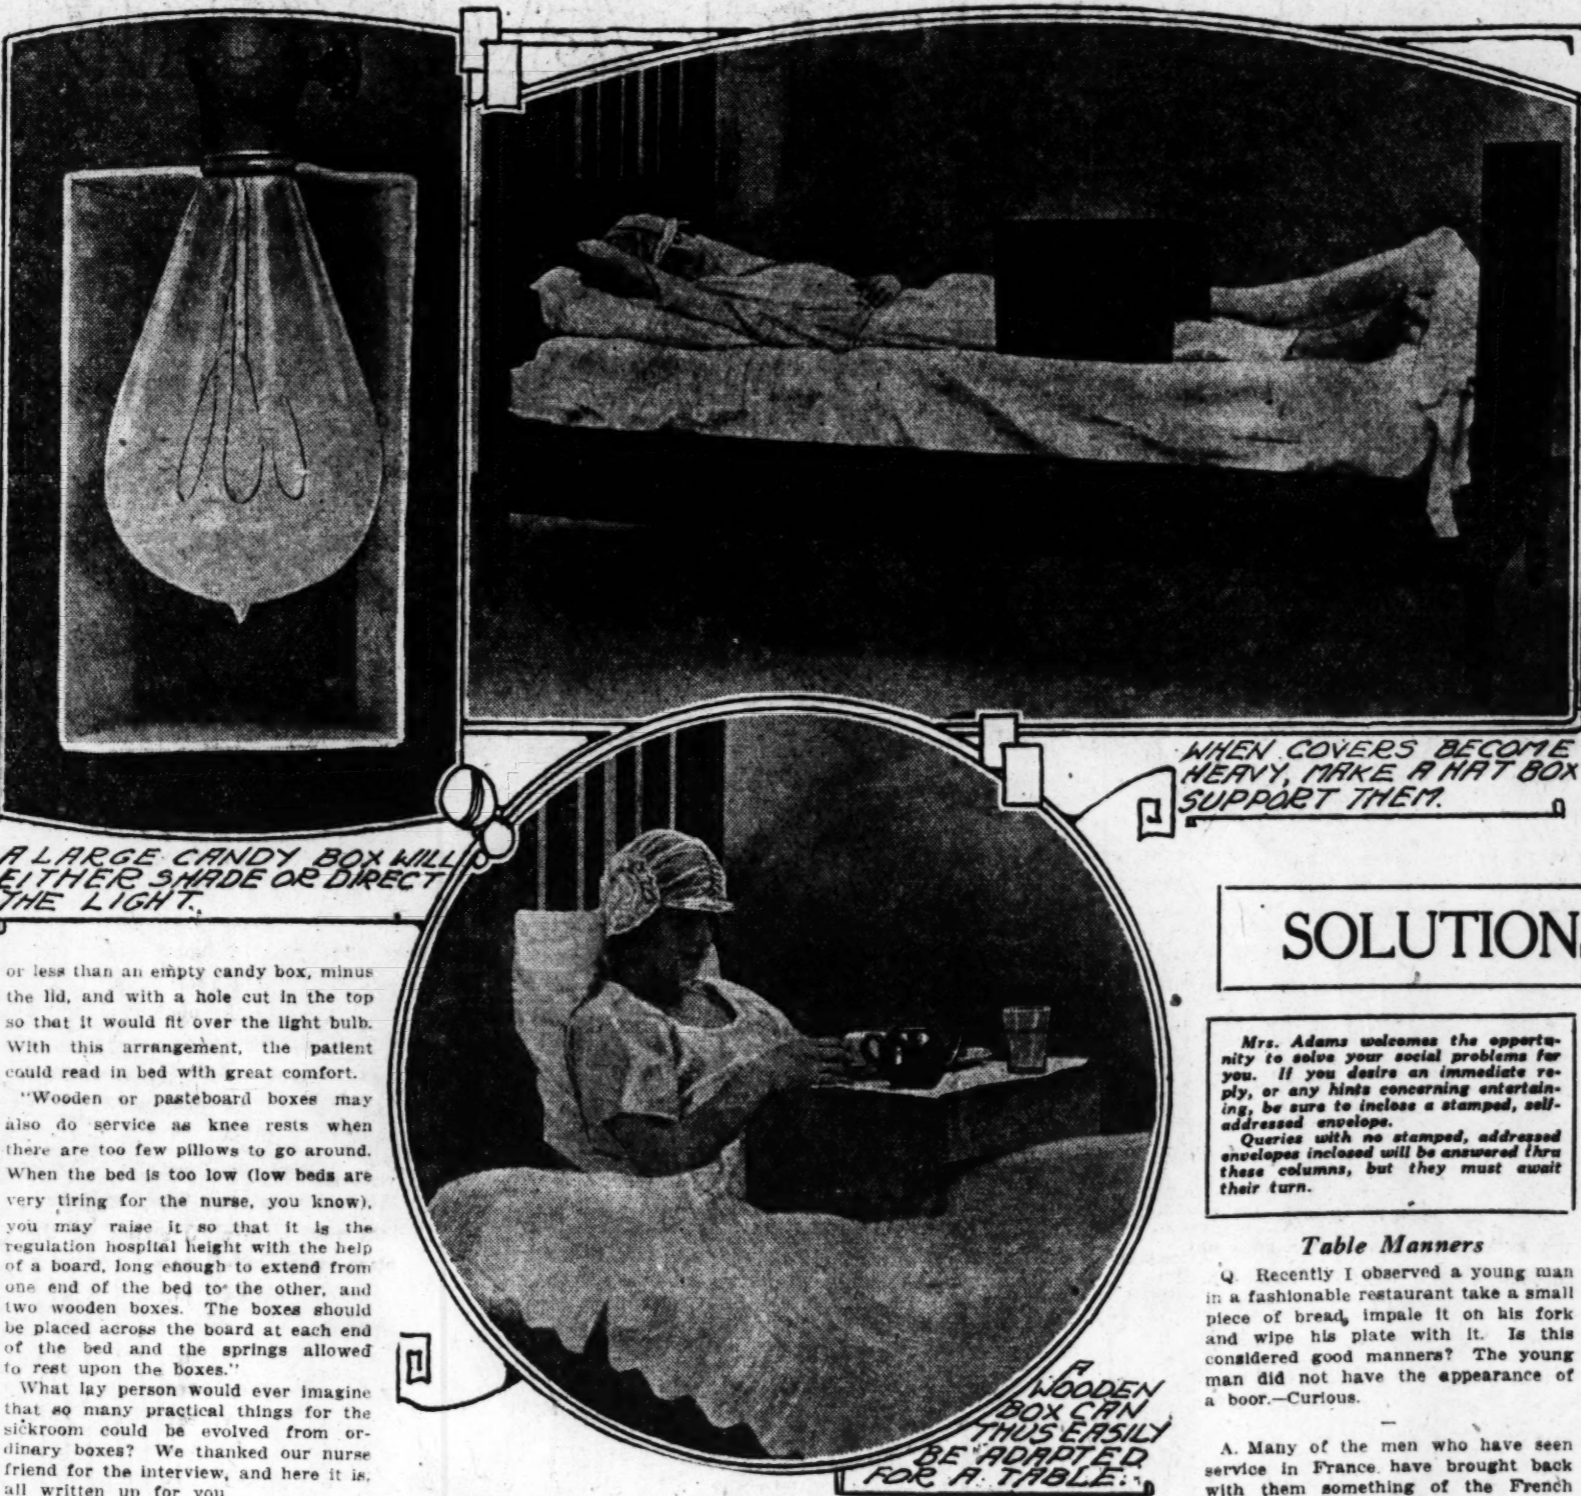 A LARGE CANDY BOX WILL
EITHER SHADE OR DIRECT
THE LIGHT.
WHEN COVERS BECOME
HEAVY, MAKE A HAT BOX
SUPPORT THEM.
A
WOODEN
BOX CAN
THUS EASILY
BE ADAPTED
FOR A TABLE.
or less than an empty candy box, minus
the lid, and with a hole cut in the top
so that it would fit over the light bulb.
With this arrangement, the patient
could read in bed with great comfort.
"Wooden or pasteboard boxes may
also do service as knee rests when
there are too few pillows to go around.
When the bed is too low (low beds are
very tiring for the nurse, you know),
you may raise it so that it is the
regulation hospital height with the help
of a board, long enough to extend from
one end of the bed to the other, and
two wooden boxes. The boxes should
be placed across the board at each end
of the bed and the springs allowed
to rest upon the boxes."
What lay person would ever imagine
that so many practical things for the
sickroom could be evolved from or-
dinary boxes? We thanked our nurse
friend for the interview, and here it is,
all written up for you.
SOLUTION
Mrs. Adams welcomes the opportu-
nity to solve your social problems for
you. If you desire an immediate re-
ply, or any hints concerning entertain-
ing, be sure to inclose a stamped, self-
addressed envelope.
Queries with no stamped, addressed
envelopes inclosed will be answered thru
these columns, but they must await
their turn.
Table Manners
Q. Recently I observed a young man
in a fashionable restaurant take a small
piece of bread, impale it on his fork
and wipe his plate with it. Is this
considered good manners? The young
man did not have the appearance of
a boor.—Curious.
A. Many of the men who have seen
service in France have brought back
with them something of the French